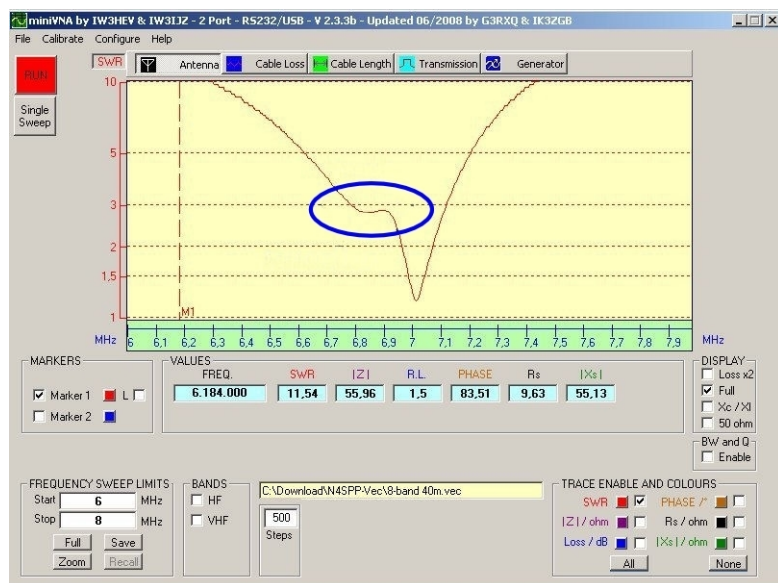 miniVNA by IW3HEV & IW3IJZ - 2 Port - RS232/USB - V 2.3.3b - Updated 06/2008 by G3RXQ & IK3ZGB
File Calibrate Configure Help
RUN
Single
Sweep
SWR Antenna Cable Loss Cable Length Transmission Generator
10
5
3
2
1,5
1
M1
MHz 6 6,1 6,2 6,3 6,4 6,5 6,6 6,7 6,8 6,9 7 7,1 7,2 7,3 7,4 7,5 7,6 7,7 7,8 7,9 MHz
MARKERS
Marker 1 L
Marker 2
VALUES
FREQ. SWR |Z| R.L. PHASE Rs |Xs|
6.184.000 11,54 55,96 1,5 83,51 9,63 55,13
DISPLAY
Loss x2
Full
Xc / Xl
50 ohm
BW and Q
Enable
FREQUENCY SWEEP LIMITS
Start 6 MHz
Stop 8 MHz
Full Save
Zoom Recall
BANDS
HF
VHF
C:\Download\N4SPP-Vec\8-band 40m.vec
500
Steps
TRACE ENABLE AND COLOURS
SWR PHASE /°
|Z| / ohm Rs / ohm
Loss / dB |Xs| / ohm
All None